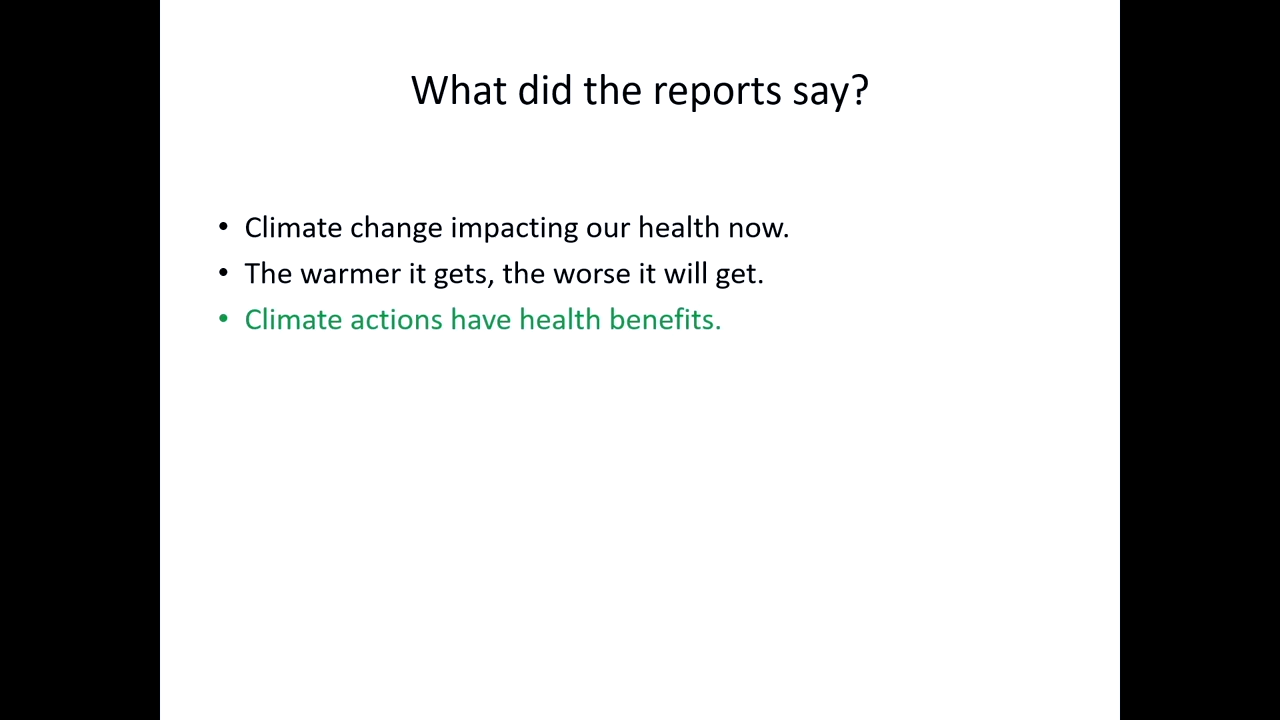 What did the reports say?
• Climate change impacting our health now.
• The warmer it gets, the worse it will get.
• Climate actions have health benefits.